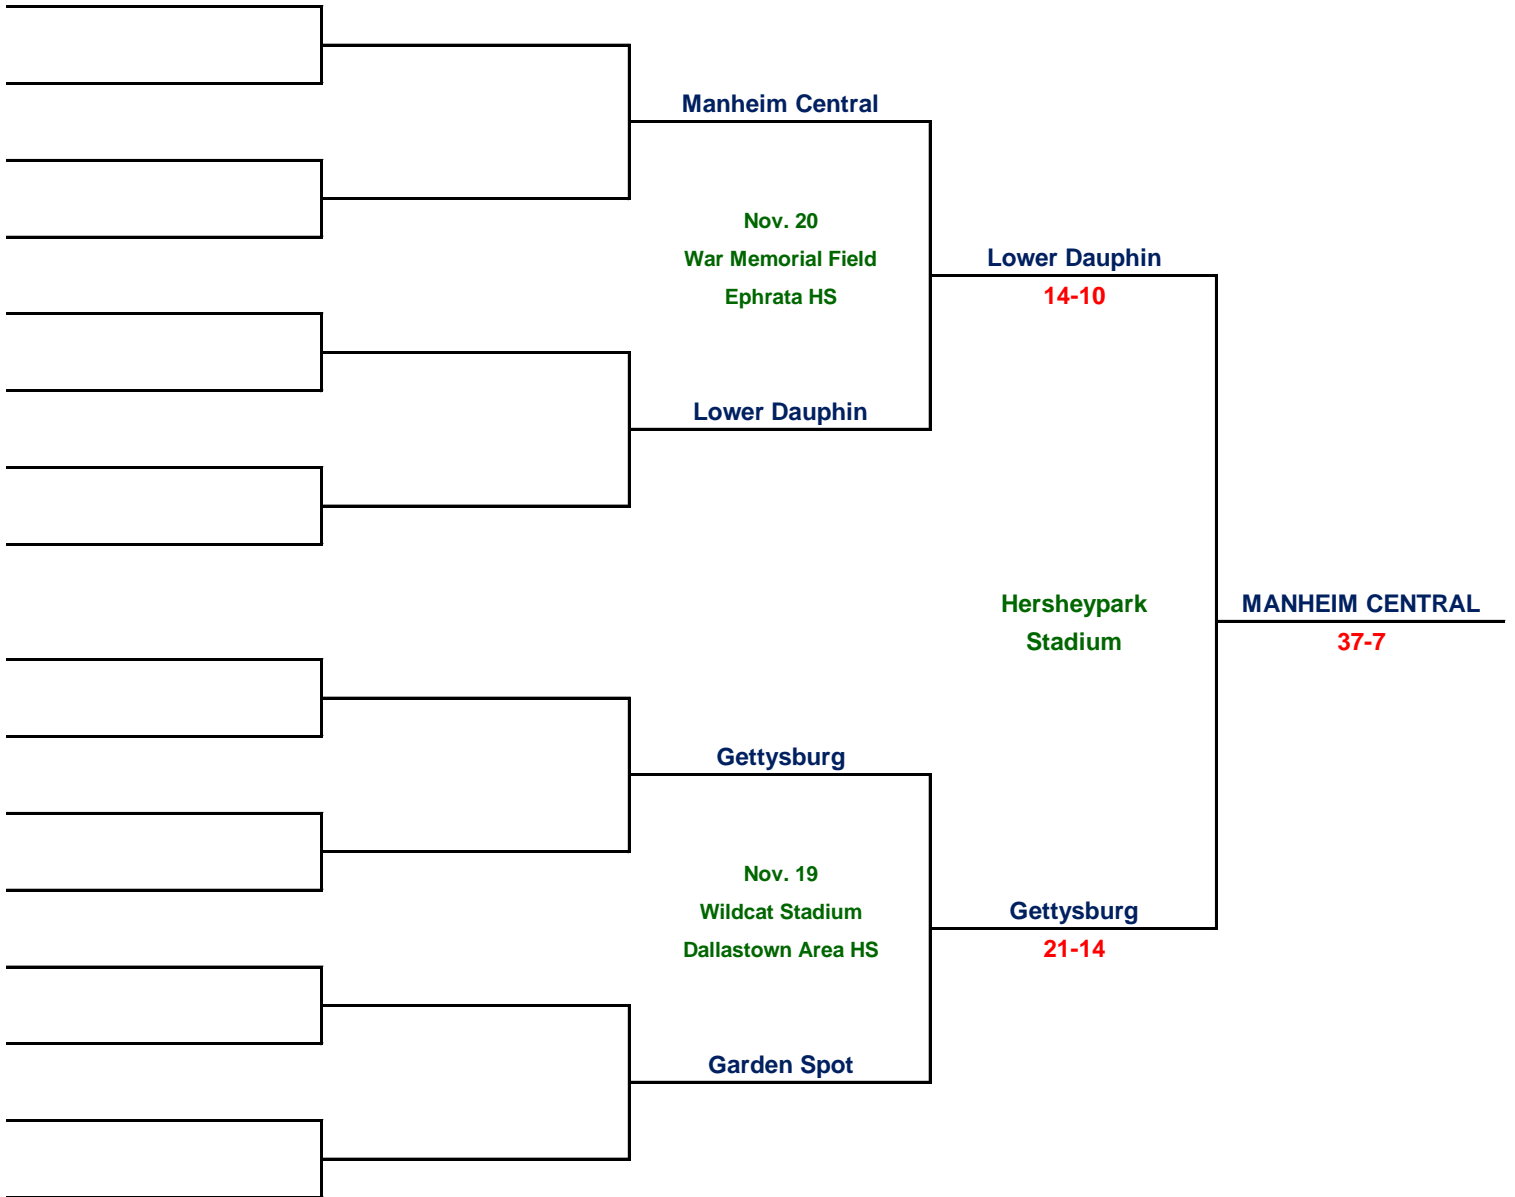 Manheim Central
Nov. 20
War Memorial Field
Ephrata HS
Lower Dauphin
14-10
Lower Dauphin
Hersheypark
Stadium
MANHEIM CENTRAL
37-7
Gettysburg
Nov. 19
Wildcat Stadium
Dallastown Area HS
Gettysburg
21-14
Garden Spot